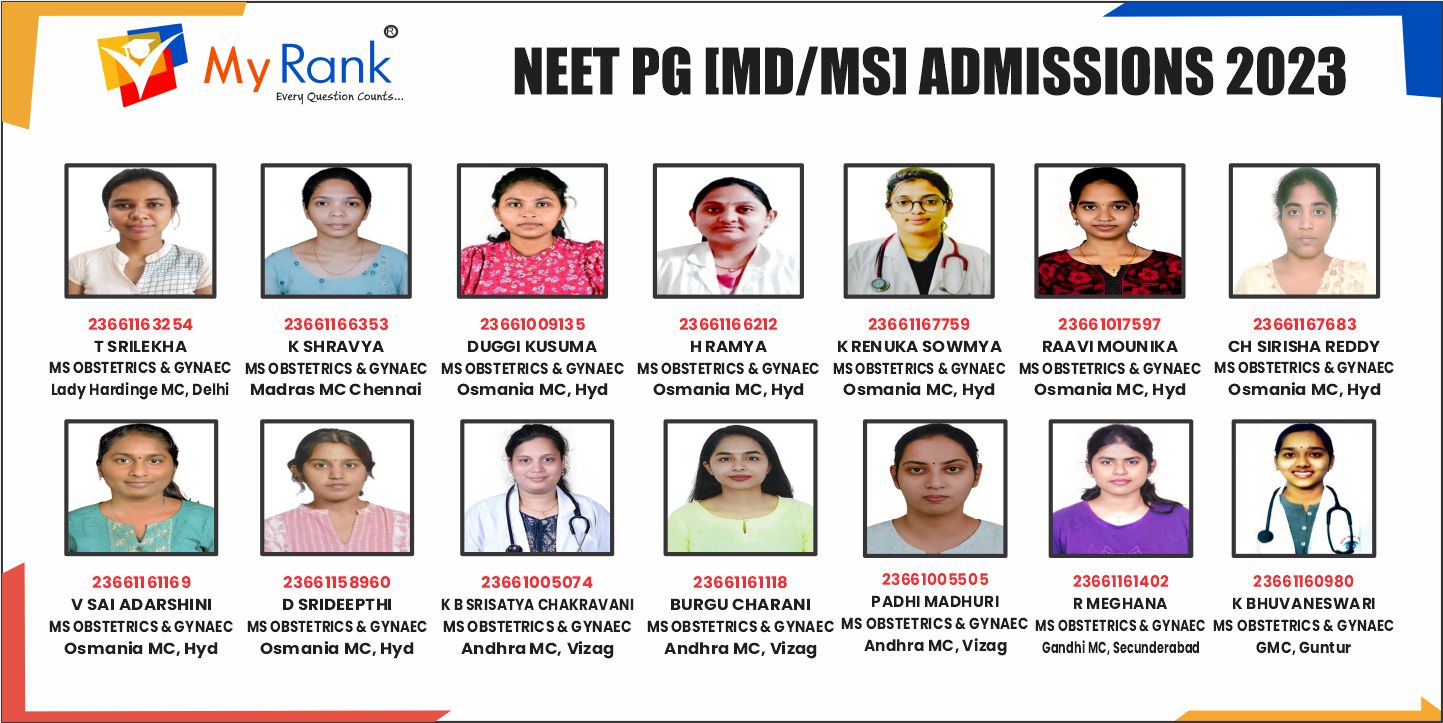 My Rank ®
Every Question Counts...
NEET PG [MD/MS] ADMISSIONS 2023
23661163254
T SRILEKHA
MS OBSTETRICS & GYNAEC
Lady Hardinge MC, Delhi
23661166353
K SHRAVYA
MS OBSTETRICS & GYNAEC
Madras MC Chennai
23661009135
DUGGI KUSUMA
MS OBSTETRICS & GYNAEC
Osmania MC, Hyd
23661166212
H RAMYA
MS OBSTETRICS & GYNAEC
Osmania MC, Hyd
23661167759
K RENUKA SOWMYA
MS OBSTETRICS & GYNAEC
Osmania MC, Hyd
23661017597
RAAVI MOUNIKA
MS OBSTETRICS & GYNAEC
Osmania MC, Hyd
23661167683
CH SIRISHA REDDY
MS OBSTETRICS & GYNAEC
Osmania MC, Hyd
23661161169
V SAI ADARSHINI
MS OBSTETRICS & GYNAEC
Osmania MC, Hyd
23661158960
D SRIDEEPTHI
MS OBSTETRICS & GYNAEC
Osmania MC, Hyd
23661005074
K B SRISATYA CHAKRAVANI
MS OBSTETRICS & GYNAEC
Andhra MC, Vizag
23661161118
BURGU CHARANI
MS OBSTETRICS & GYNAEC
Andhra MC, Vizag
23661005505
PADHI MADHURI
MS OBSTETRICS & GYNAEC
Andhra MC, Vizag
23661161402
R MEGHANA
MS OBSTETRICS & GYNAEC
Gandhi MC, Secunderabad
23661160980
K BHUVANESWARI
MS OBSTETRICS & GYNAEC
GMC, Guntur